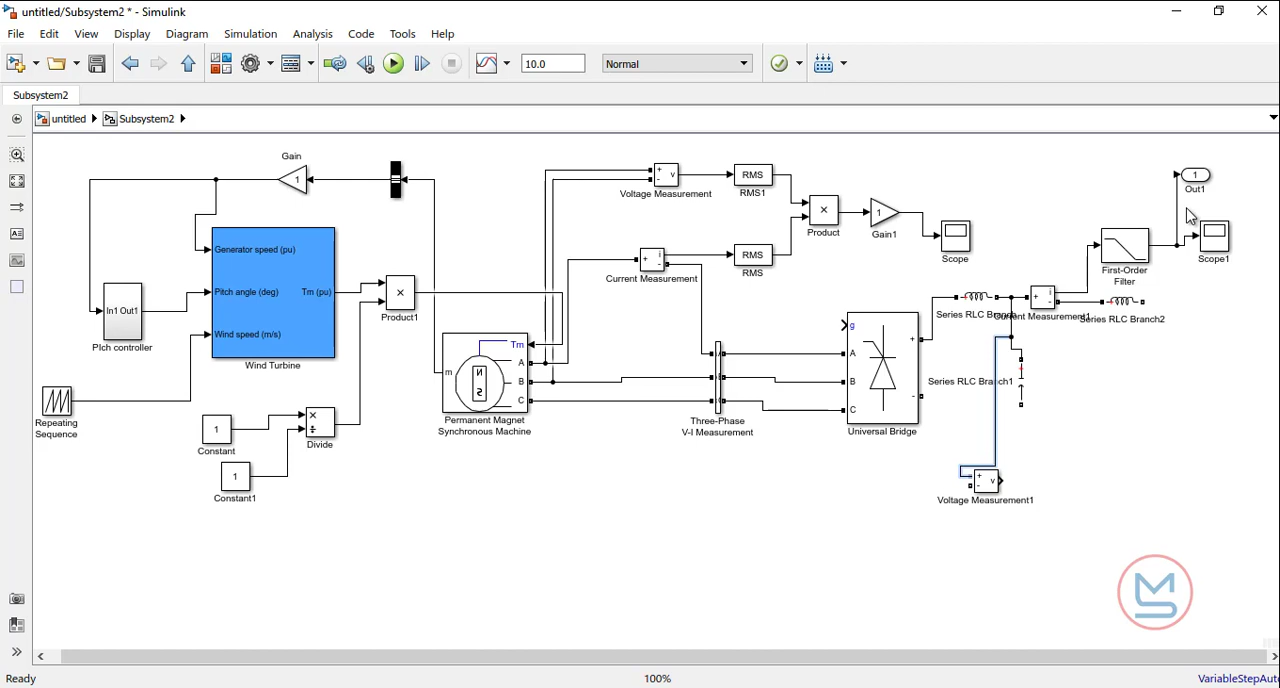 untitled/Subsystem2 * - Simulink
File Edit View Display Diagram Simulation Analysis Code Tools Help
10.0
Normal
Subsystem2
untitled
Subsystem2
Gain
1
v
Voltage Measurement
RMS
RMS1
×
Product
1
Gain1
Scope
1
Out1
Scope1
First-Order
Filter
+
-
i
Current Measurement
RMS
RMS
Generator speed (pu)
Pitch angle (deg)
Wind speed (m/s)
Tm (pu)
Wind Turbine
In1 Out1
PIch controller
×
Product1
Repeating
Sequence
1
Constant
1
Constant1
×
÷
Divide
Tm
m
N
S
A
B
C
Permanent Magnet
Synchronous Machine
Three-Phase
V-I Measurement
g
A
B
C
+
-
Universal Bridge
Series RLC Branch
+
i
-
Current Measurement1
Series RLC Branch2
Series RLC Branch1
+
-
v
Voltage Measurement1
MS
Ready
100%
VariableStepAut